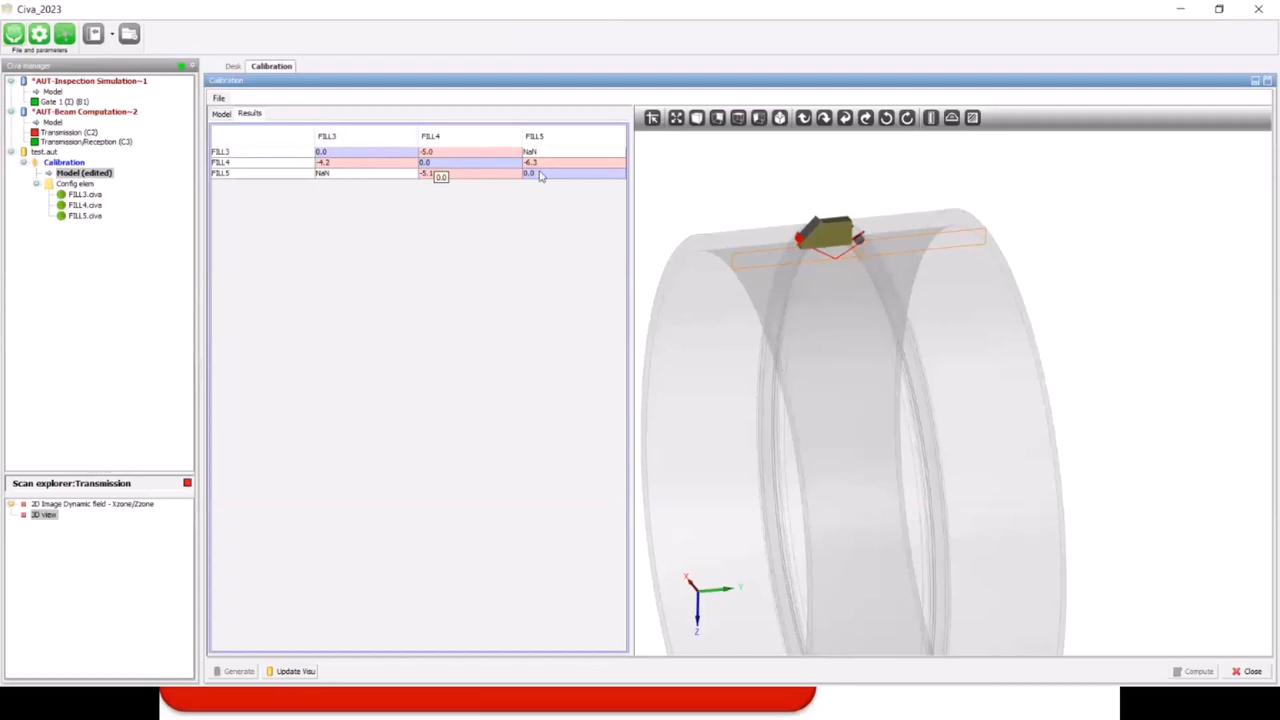 Civa_2023
File and parameters
Civa manager
Desk
Calibration
*AUT-Inspection Simulation~1
Model
Gate 1 (I) (B1)
*AUT-Beam Computation~2
Model
Transmission (C2)
Transmission/Reception (C3)
test.aut
Calibration
Model (edited)
Config elem
FILL3.civa
FILL4.civa
FILL5.civa
Scan explorer:Transmission
2D Image Dynamic field - Xzone/Zzone
3D view
Calibration
File
Model
Results
FILL3 FILL4 FILL5
FILL3 0.0 -5.0 NaN
FILL4 -4.2 0.0 -6.3
FILL5 NaN -5.1 0.0
0.0
X
Y
Z
Generate
Update Visu
Compute
Close